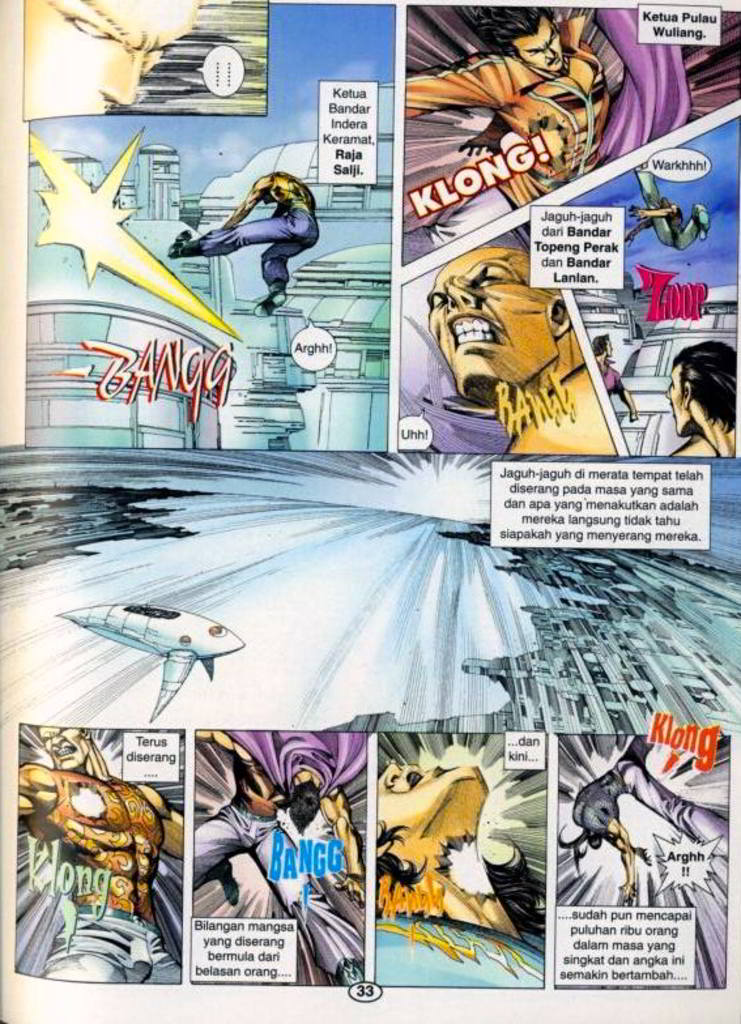 ......
Ketua
Bandar
Indera
Keramat,
Raja
Salji.
Arghh!
BANGG
Ketua Pulau
Wuliang.
KLONG!
Warkhhh!
Jaguh-jaguh
dari Bandar
Topeng Perak
dan Bandar
Lanlan.
ZOOP
BANGG
Uhh!
Jaguh-jaguh di merata tempat telah
diserang pada masa yang sama
dan apa yang menakutkan adalah
mereka langsung tidak tahu
siapakah yang menyerang mereka.
Terus
diserang
....
Klong
!
BANGG
!
Bilangan mangsa
yang diserang
bermula dari
belasan orang....
...dan
kini...
BANGG
Klong
!
Arghh
!!
....sudah pun mencapai
puluhan ribu orang
dalam masa yang
singkat dan angka ini
semakin bertambah....
33